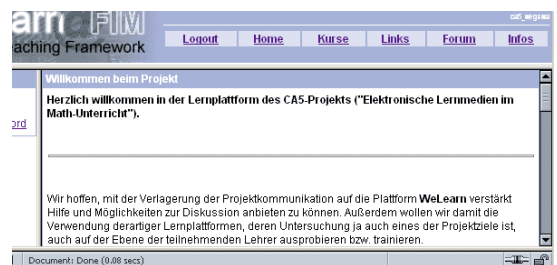 FIM
aching Framework
Logout Home Kurse Links Forum Infos
Willkommen beim Projekt
Herzlich willkommen in der Lernplattform des CA5-Projekts ("Elektronische Lernmedien im
Math-Unterricht").
ord
Wir hoffen, mit der Verlagerung der Projektkommunikation auf die Plattform WeLearn verstärkt
Hilfe und Möglichkeiten zur Diskussion anbieten zu können. Außerdem wollen wir damit die
Verwendung derartiger Lernplattformen, deren Untersuchung ja auch eines der Projektziele ist,
auch auf der Ebene der teilnehmenden Lehrer ausprobieren bzw. trainieren.
Document: Done (0.08 secs)